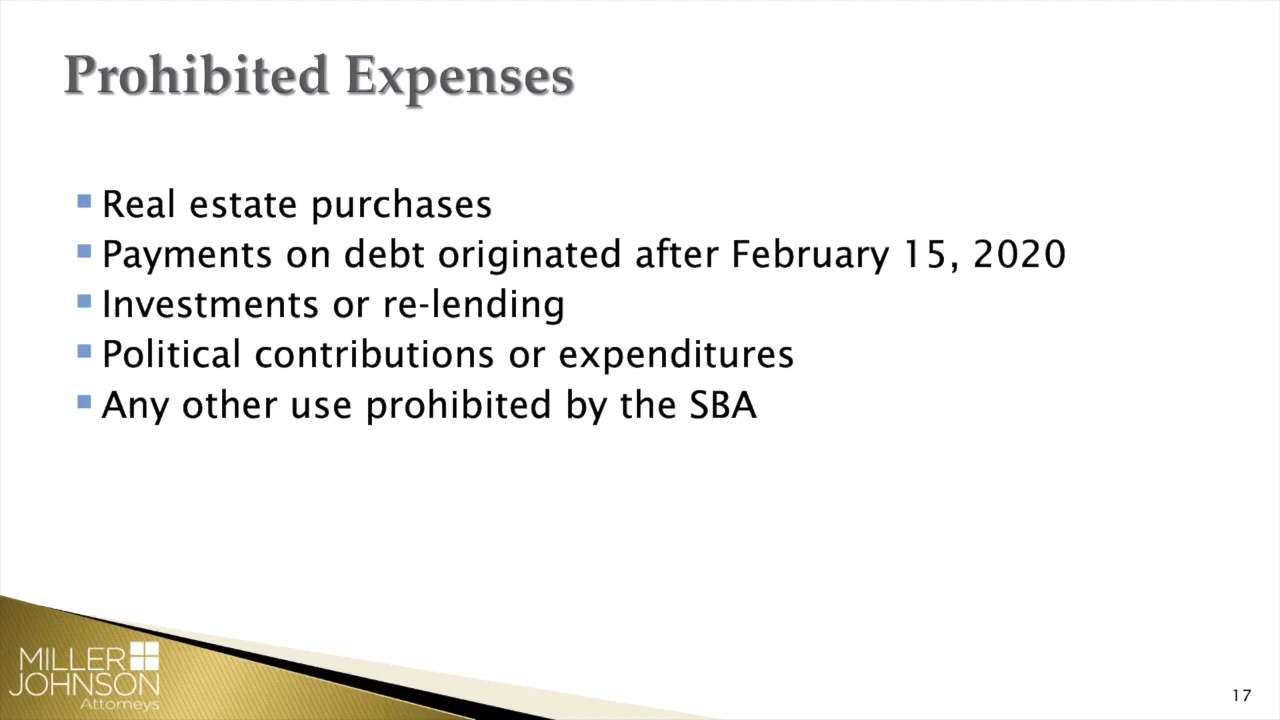 Prohibited Expenses
Real estate purchases
Payments on debt originated after February 15, 2020
Investments or re-lending
Political contributions or expenditures
Any other use prohibited by the SBA
MILLER
JOHNSON
Attorneys
17